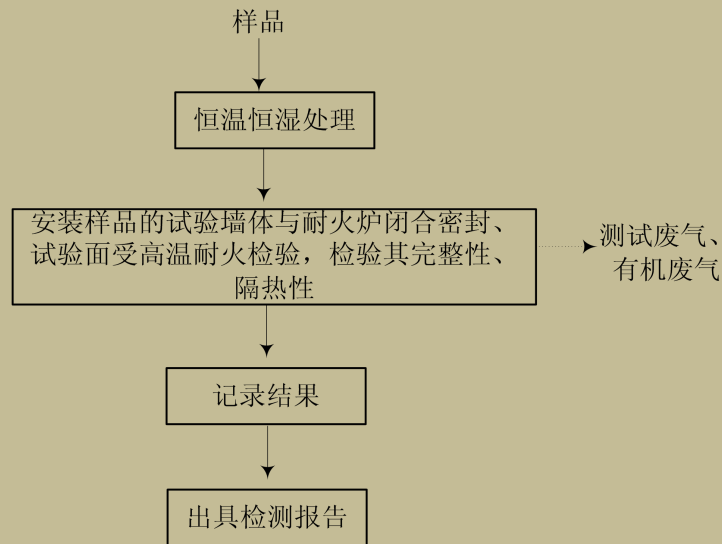 样品
恒温恒湿处理
安装样品的试验墙体与耐火炉闭合密封、
试验面受高温耐火检验，检验其完整性、
隔热性
测试废气、
有机废气
记录结果
出具检测报告